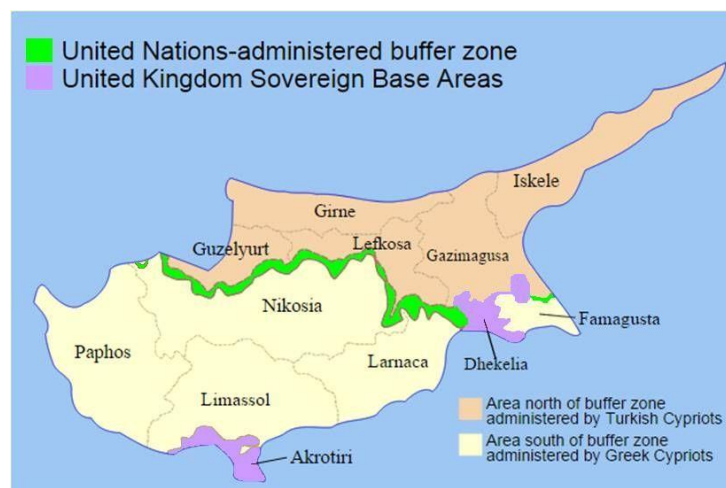 United Nations-administered buffer zone
United Kingdom Sovereign Base Areas
Iskele
Girne
Lefkosa
Guzelyurt
Gazimagusa
Nikosia
Famagusta
Paphos
Larnaca
Dhekelia
Limassol
Area north of buffer zone
administered by Turkish Cypriots
Area south of buffer zone
administered by Greek Cypriots
Akrotiri